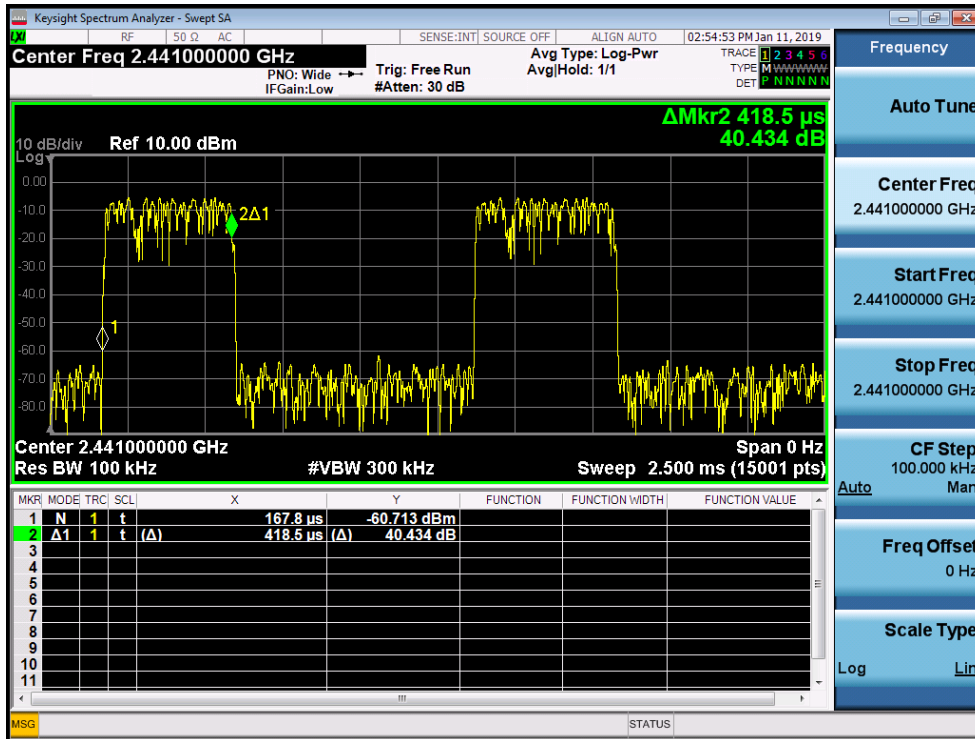 Keysight Spectrum Analyzer - Swept SA
LXI RF 50 Ω AC SENSE:INT SOURCE OFF ALIGN AUTO 02:54:53 PM Jan 11, 2019
Center Freq 2.441000000 GHz
PNO: Wide
IFGain:Low
Trig: Free Run
#Atten: 30 dB
Avg Type: Log-Pwr
Avg|Hold: 1/1
TRACE 1 2 3 4 5 6
TYPE M W W W W W
DET P N N N N N
ΔMkr2 418.5 µs
40.434 dB
10 dB/div Ref 10.00 dBm
Log
0.00
-10.0
-20.0
-30.0
-40.0
-50.0
-60.0
-70.0
-80.0
2Δ1
1
Center 2.441000000 GHz Span 0 Hz
Res BW 100 kHz #VBW 300 kHz Sweep 2.500 ms (15001 pts)
MKR MODE TRC SCL X Y FUNCTION FUNCTION WIDTH FUNCTION VALUE
1 N 1 t 167.8 µs -60.713 dBm
2 Δ1 1 t (Δ) 418.5 µs (Δ) 40.434 dB
3
4
5
6
7
8
9
10
11
MSG STATUS
Frequency
Auto Tune
Center Freq
2.441000000 GHz
Start Freq
2.441000000 GHz
Stop Freq
2.441000000 GHz
CF Step
100.000 kHz
Auto Man
Freq Offset
0 Hz
Scale Type
Log Lin